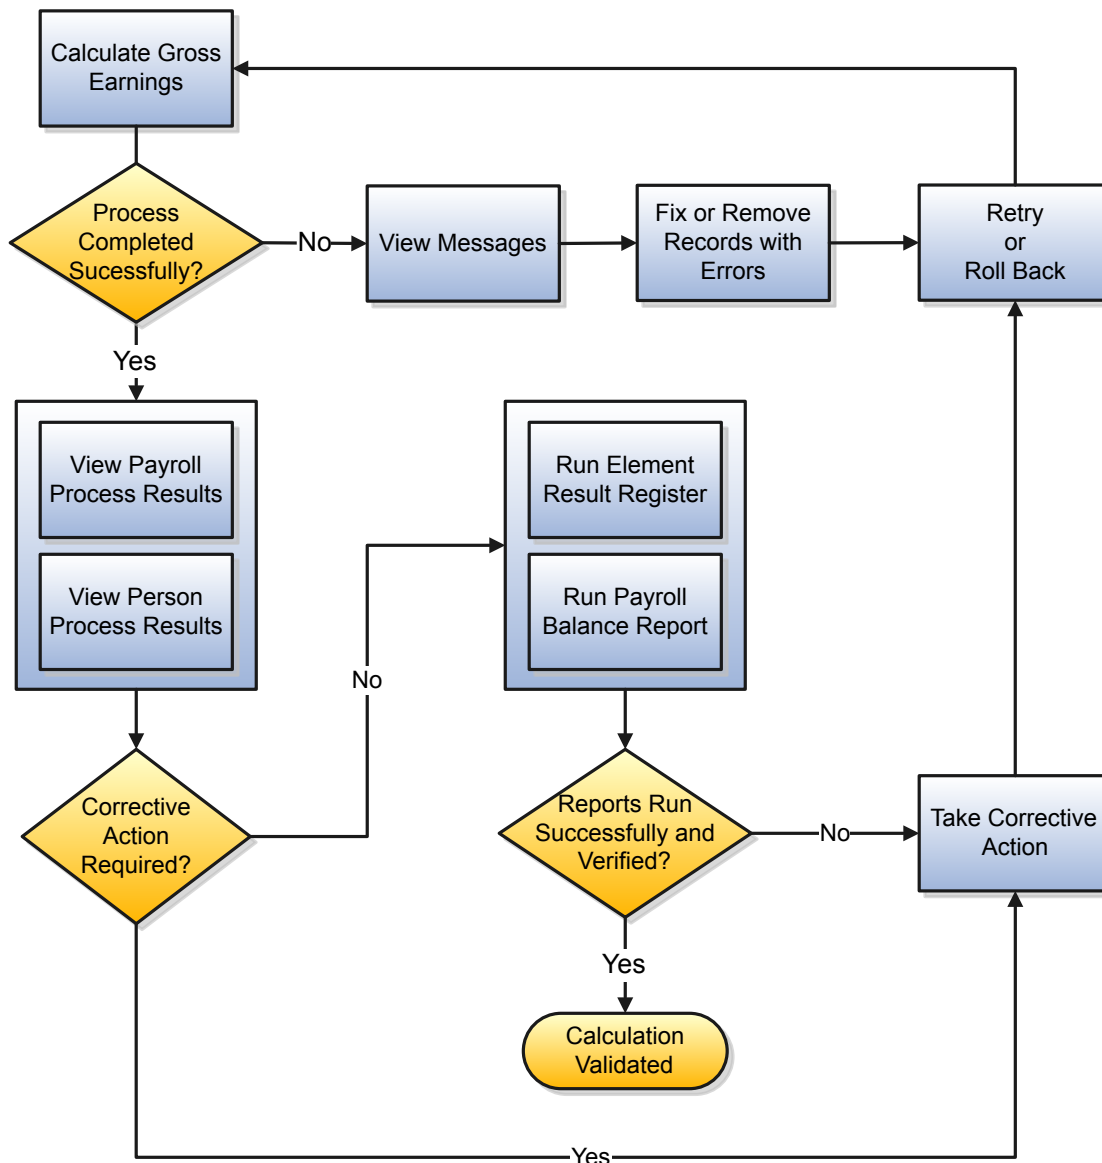 Calculate Gross
Earnings
Process
Completed
Sucessfully?
No
View Messages
Fix or Remove
Records with
Errors
Retry
or
Roll Back
Yes
View Payroll
Process Results
View Person
Process Results
Run Element
Result Register
Run Payroll
Balance Report
No
Corrective
Action
Required?
Reports Run
Successfully and
Verified?
No
Take Corrective
Action
Yes
Calculation
Validated
Yes